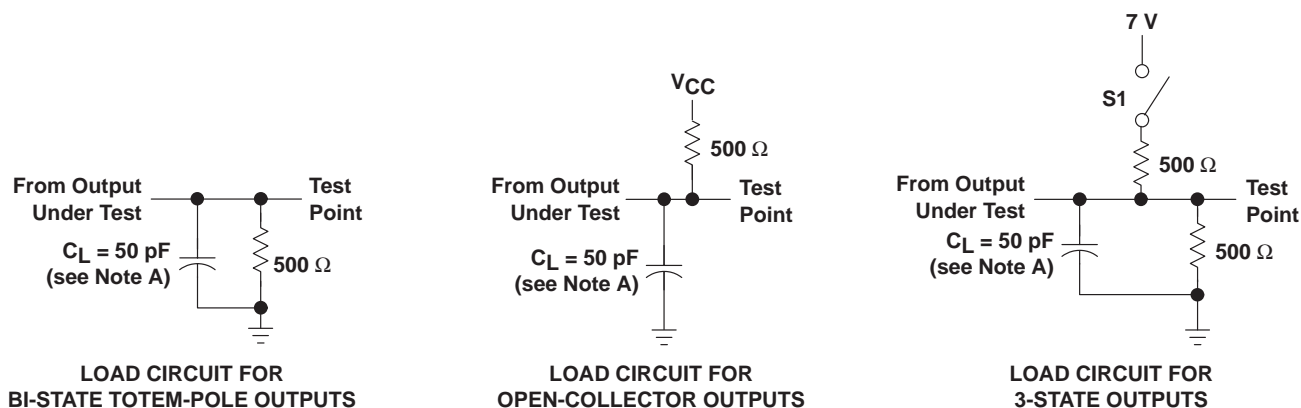 From Output
Under Test
Test
Point
CL = 50 pF
(see Note A)
500 Ω
LOAD CIRCUIT FOR
BI-STATE TOTEM-POLE OUTPUTS
VCC
500 Ω
From Output
Under Test
Test
Point
CL = 50 pF
(see Note A)
LOAD CIRCUIT FOR
OPEN-COLLECTOR OUTPUTS
7 V
S1
500 Ω
From Output
Under Test
Test
Point
CL = 50 pF
(see Note A)
500 Ω
LOAD CIRCUIT FOR
3-STATE OUTPUTS